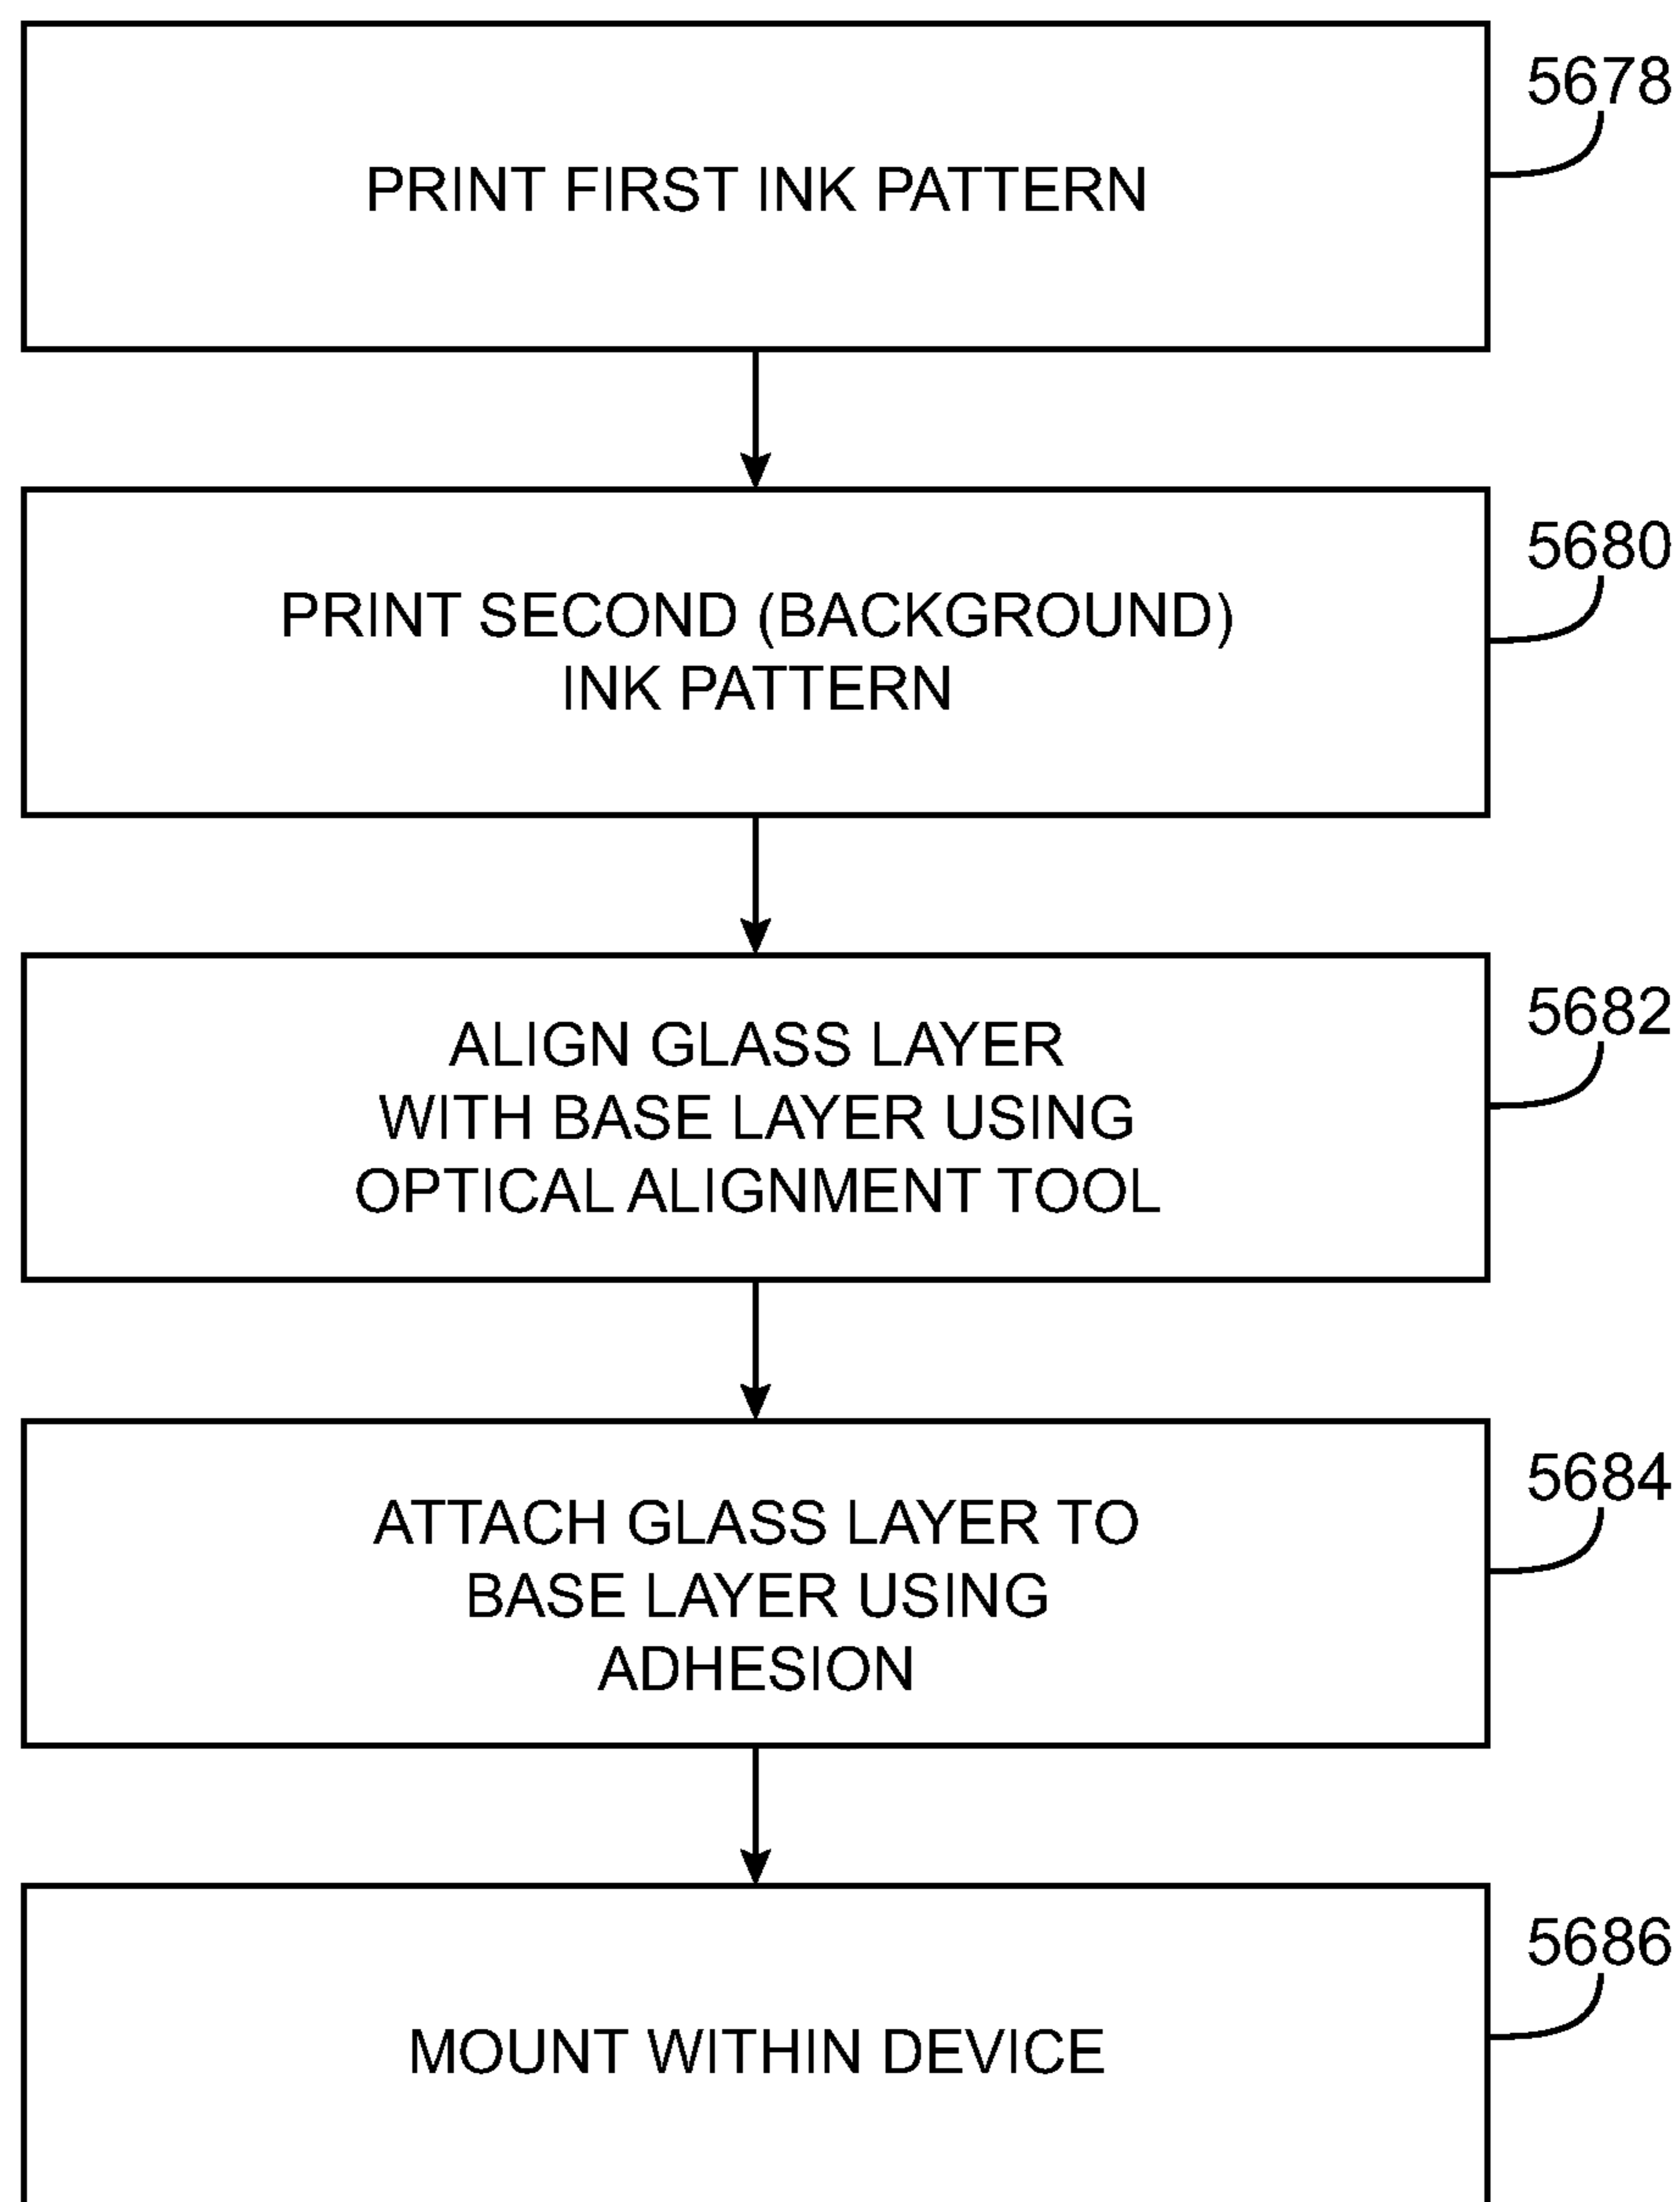 5678
PRINT FIRST INK PATTERN
5680
PRINT SECOND (BACKGROUND)
INK PATTERN
5682
ALIGN GLASS LAYER
WITH BASE LAYER USING
OPTICAL ALIGNMENT TOOL
5684
ATTACH GLASS LAYER TO
BASE LAYER USING
ADHESION
5686
MOUNT WITHIN DEVICE